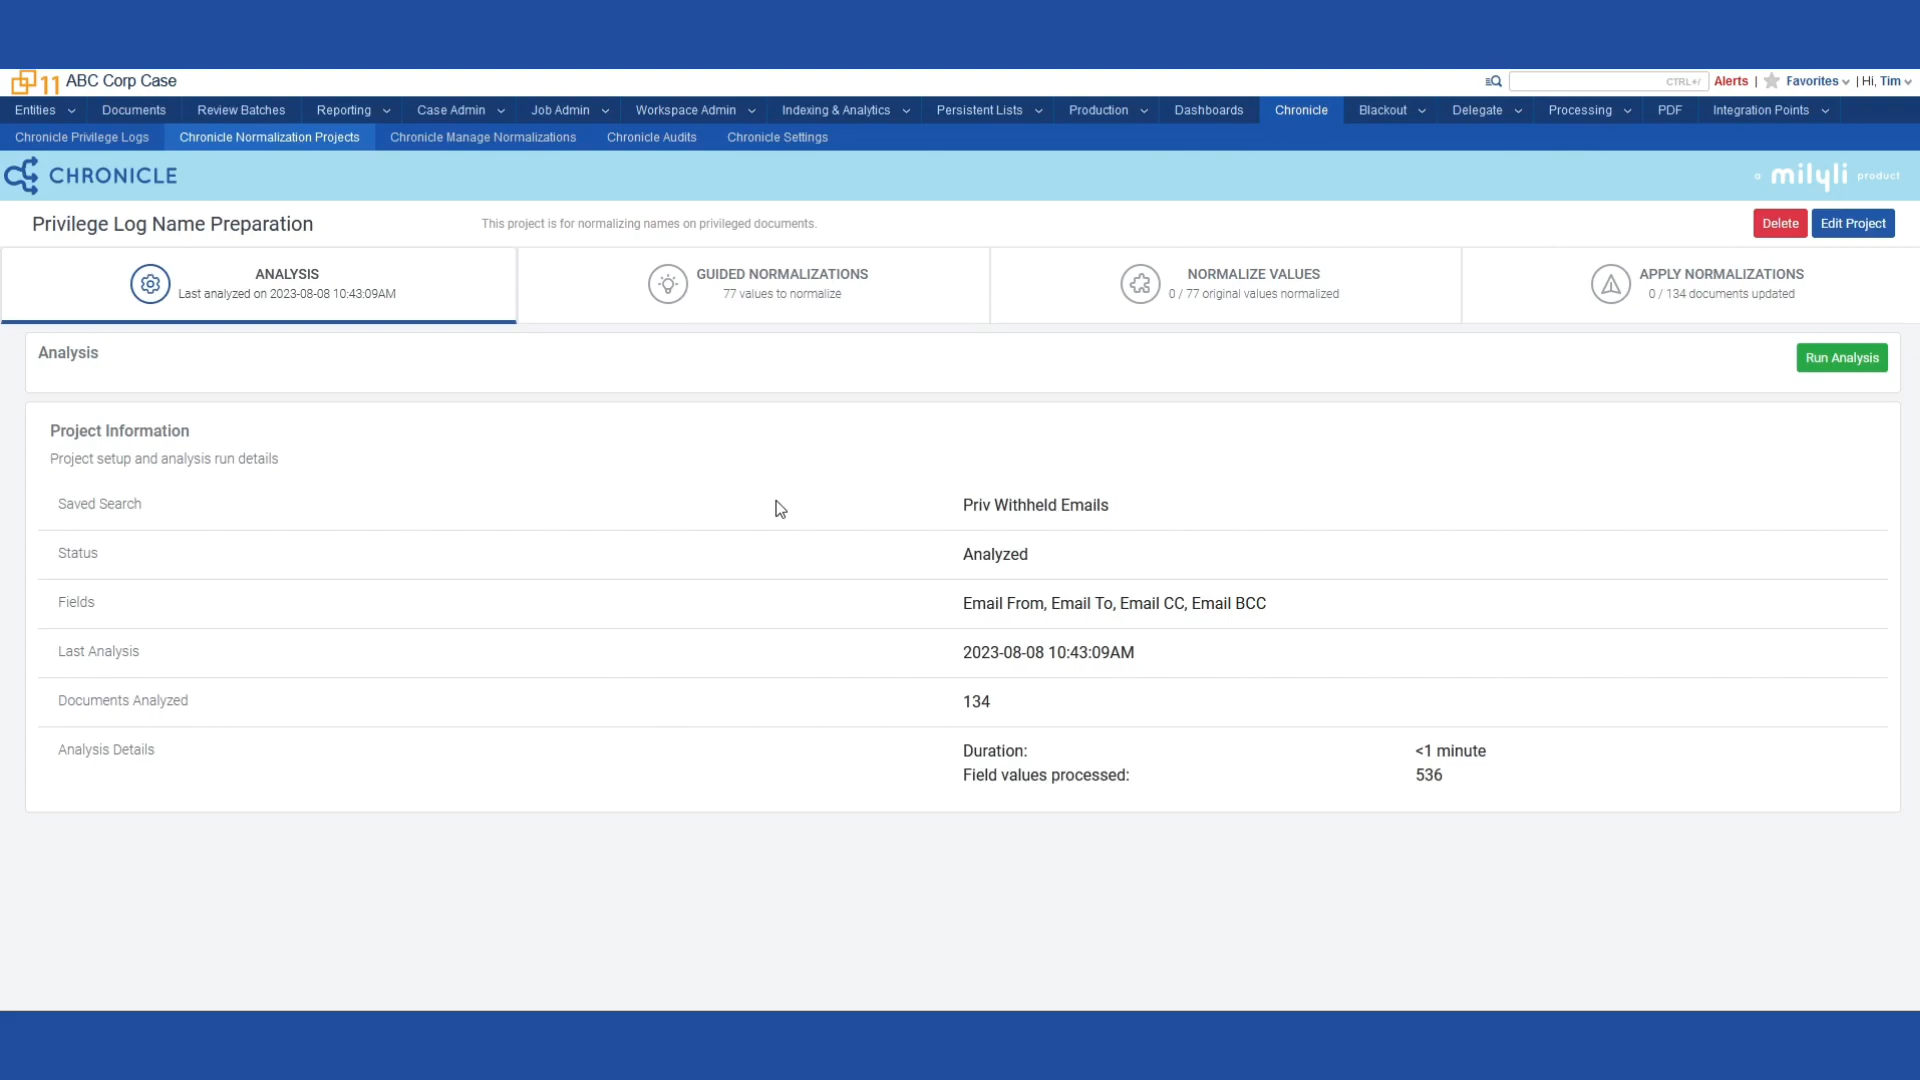 11 ABC Corp Case CTRL+/ Alerts | Favorites | Hi, Tim
Entities Documents Review Batches Reporting Case Admin Job Admin Workspace Admin Indexing & Analytics Persistent Lists Production Dashboards Chronicle Blackout Delegate Processing PDF Integration Points
Chronicle Privilege Logs Chronicle Normalization Projects Chronicle Manage Normalizations Chronicle Audits Chronicle Settings
CHRONICLE a milyli product
Privilege Log Name Preparation This project is for normalizing names on privileged documents. Delete Edit Project
ANALYSIS GUIDED NORMALIZATIONS NORMALIZE VALUES APPLY NORMALIZATIONS
Last analyzed on 2023-08-08 10:43:09AM 77 values to normalize 0 / 77 original values normalized 0 / 134 documents updated
Analysis Run Analysis
Project Information
Project setup and analysis run details
Saved Search Priv Withheld Emails
Status Analyzed
Fields Email From, Email To, Email CC, Email BCC
Last Analysis 2023-08-08 10:43:09AM
Documents Analyzed 134
Analysis Details Duration: <1 minute
Field values processed: 536